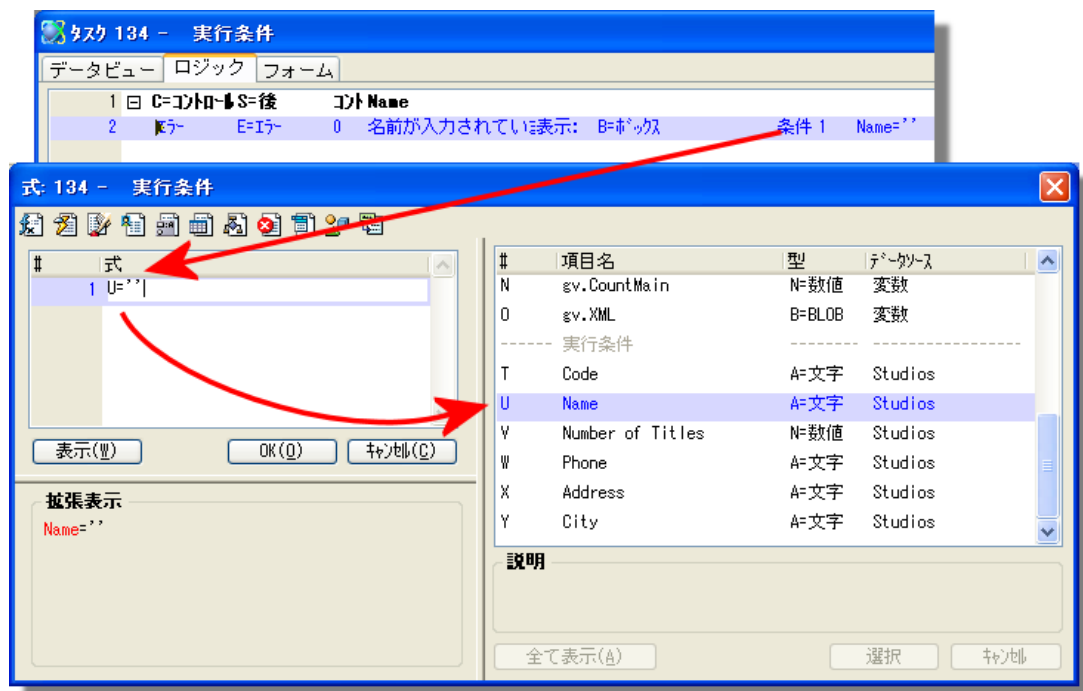 タスク 134 - 実行条件
データビュー ロジック フォーム
1 C=コントロール S=後 コント Name
2 エラー E=エラー 0 名前が入力されてい 表示: B=ボックス 条件 1 Name=''
式: 134 - 実行条件
# 式
1 U=''
表示(W) OK(O) キャンセル(C)
拡張表示
Name=''
# 項目名 型 データソース
N gv.CountMain N=数値 変数
O gv.XML B=BLOB 変数
------ 実行条件 -------- -----------------
T Code A=文字 Studios
U Name A=文字 Studios
V Number of Titles N=数値 Studios
W Phone A=文字 Studios
X Address A=文字 Studios
Y City A=文字 Studios
説明
全て表示(A) 選択 キャンセル